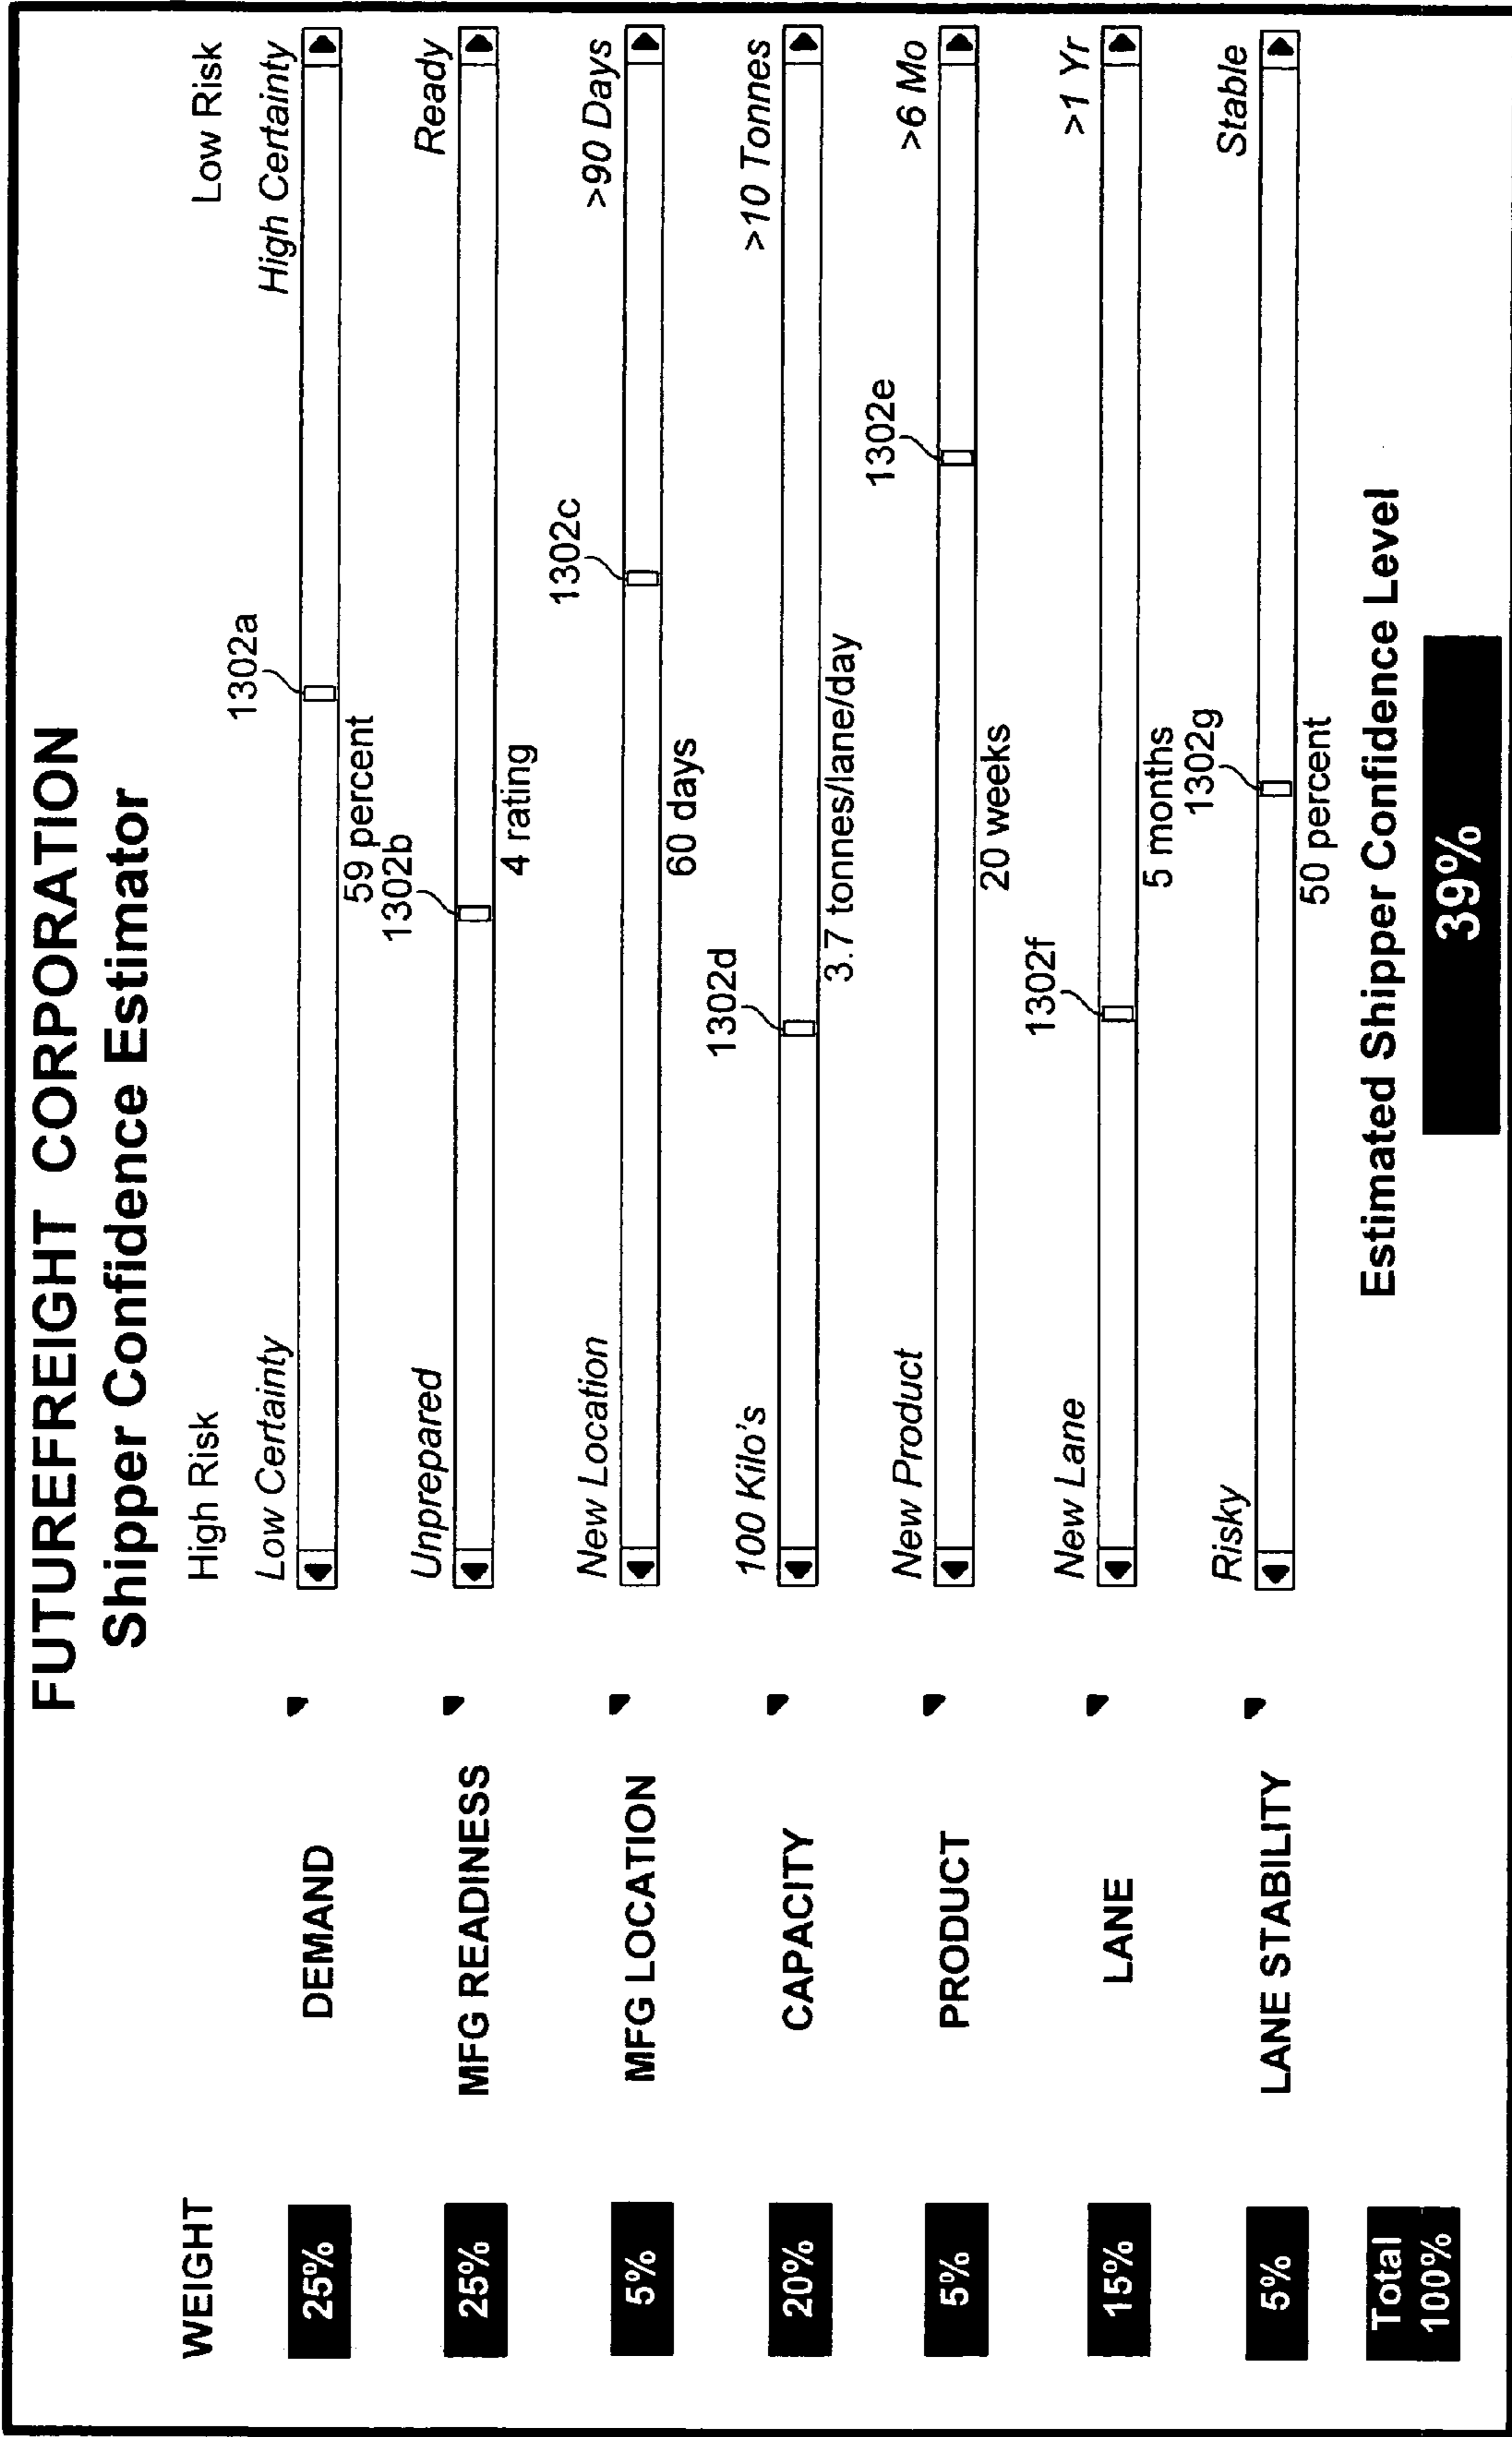 FUTUREFREIGHT CORPORATION
Shipper Confidence Estimator
WEIGHT High Risk Low Risk
Low Certainty 1302a High Certainty
25% DEMAND
59 percent
Unprepared 1302b Ready
25% MFG READINESS
4 rating
New Location 1302c >90 Days
5% MFG LOCATION
60 days
100 Kilo's 1302d >10 Tonnes
20% CAPACITY
3.7 tonnes/lane/day
New Product 1302e >6 Mo
5% PRODUCT
20 weeks
New Lane 1302f >1 Yr
15% LANE
5 months
Risky 1302g Stable
5% LANE STABILITY
50 percent
Total
100%
Estimated Shipper Confidence Level
39%